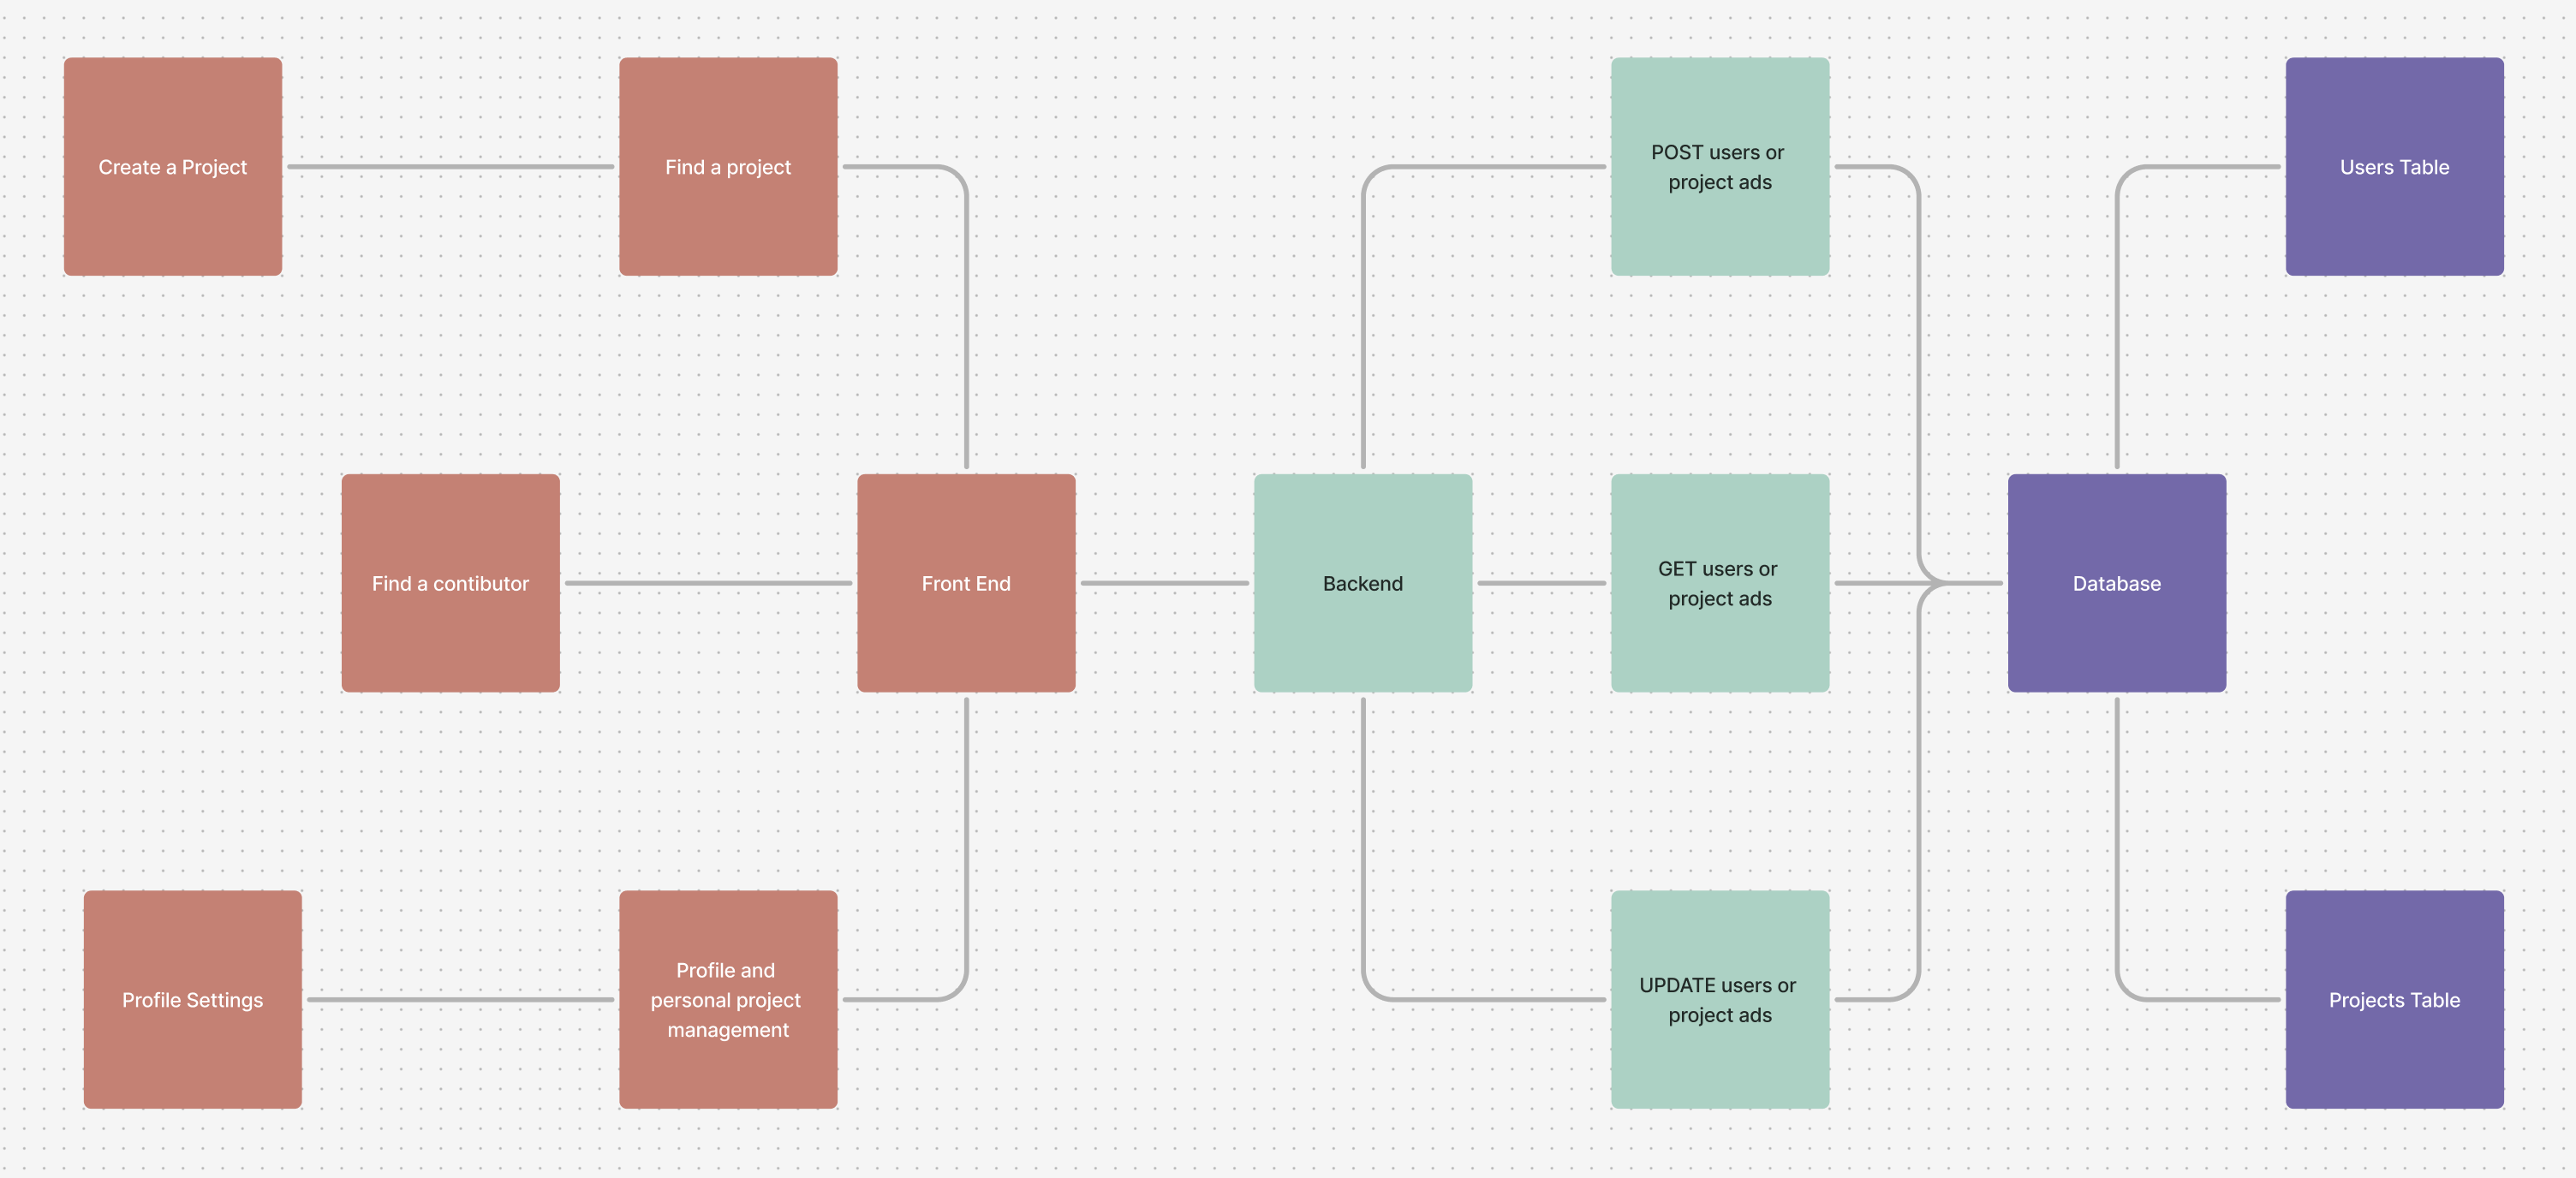 Create a Project
Find a project
POST users or
project ads
Users Table
Find a contibutor
Front End
Backend
GET users or
project ads
Database
Profile Settings
Profile and
personal project
management
UPDATE users or
project ads
Projects Table